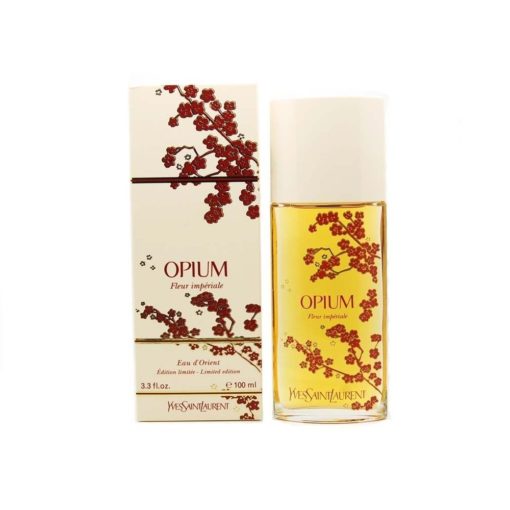 OPIUM
Fleur impériale
Eau d'Orient
Édition limitée - Limited edition
3.3 fl.oz. ℮ 100 ml
YVESSAINTLAURENT
OPIUM
Fleur impériale
YVESSAINTLAURENT